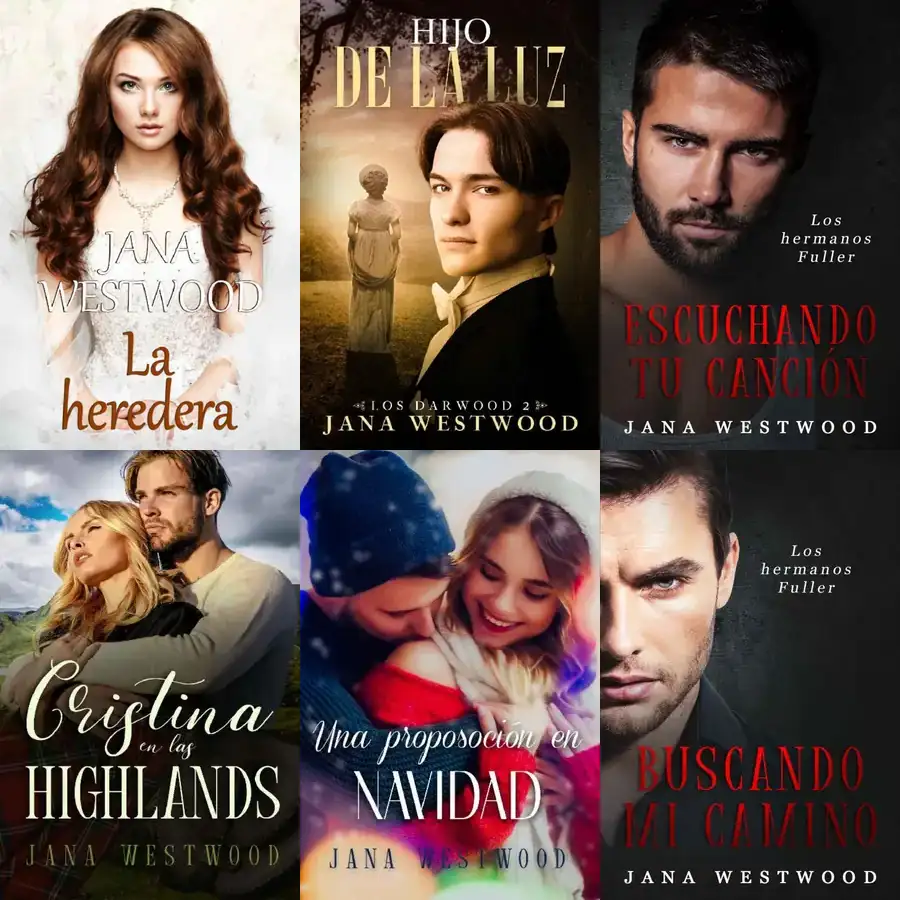 JANA
WESTWOOD
La
heredera
HIJO
DE LA LUZ
LOS DARWOOD 2
JANA WESTWOOD
Los
hermanos
Fuller
ESCUCHANDO
TU CANCIÓN
JANA WESTWOOD
Cristina
en las
HIGHLANDS
JANA WESTWOOD
Una proposoción en
NAVIDAD
JANA WESTWOOD
Los
hermanos
Fuller
BUSCANDO
MI CAMINO
JANA WESTWOOD